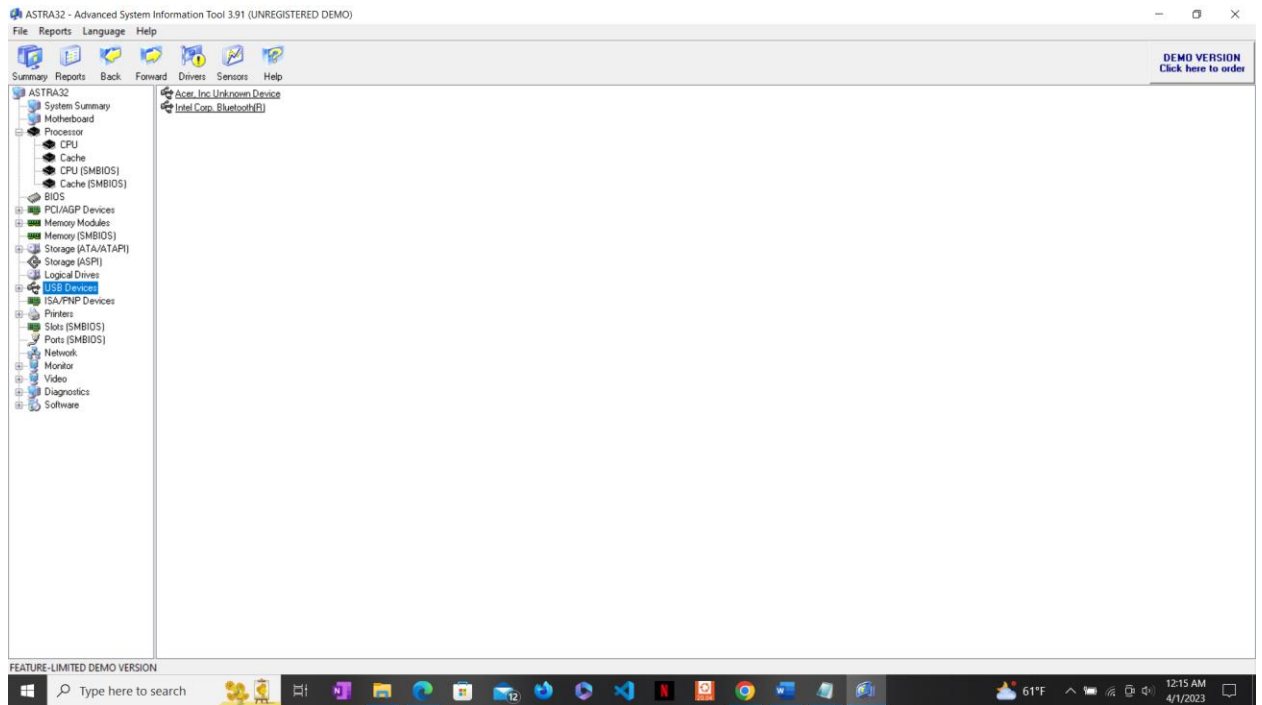 ASTRA32 - Advanced System Information Tool 3.91 (UNREGISTERED DEMO)
File Reports Language Help
Summary Reports Back Forward Drivers Sensors Help
DEMO VERSION
Click here to order
ASTRA32
System Summary
Motherboard
Processor
CPU
Cache
CPU (SMBIOS)
Cache (SMBIOS)
BIOS
PCI/AGP Devices
Memory Modules
Memory (SMBIOS)
Storage (ATA/ATAPI)
Storage (ASPI)
Logical Drives
USB Devices
ISA/PNP Devices
Printers
Slots (SMBIOS)
Ports (SMBIOS)
Network
Monitor
Video
Diagnostics
Software
Acer, Inc Unknown Device
Intel Corp. Bluetooth(R)
FEATURE-LIMITED DEMO VERSION
Type here to search
12
N
23.04
61°F
12:15 AM
4/1/2023